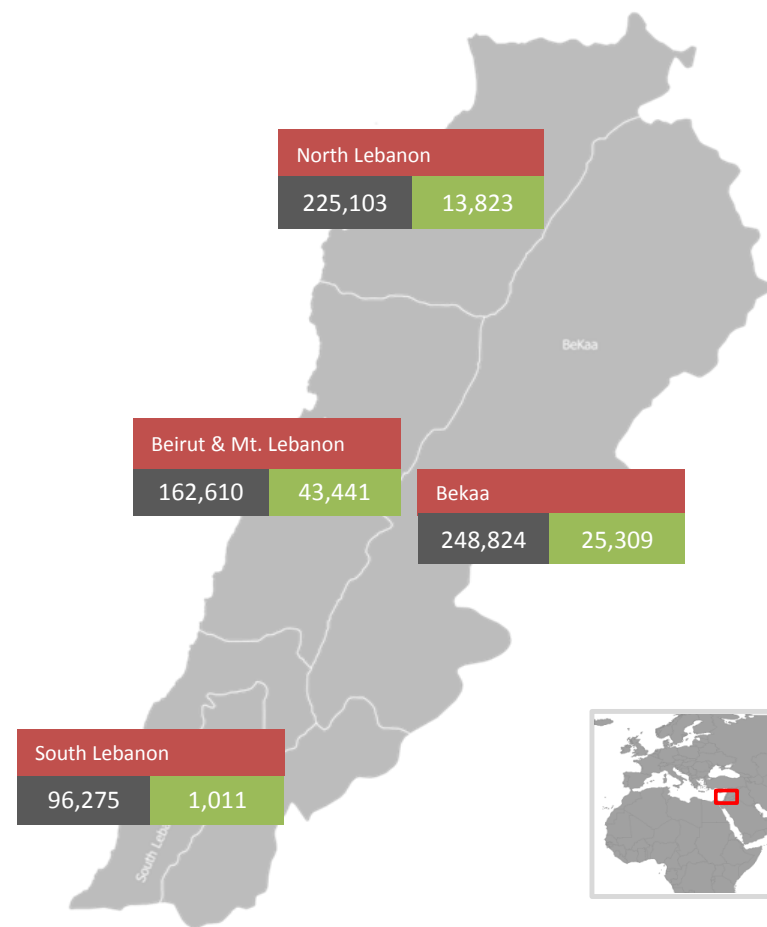 North Lebanon
225,103 13,823
BeKaa
Beirut & Mt. Lebanon
162,610 43,441
Bekaa
248,824 25,309
South Lebanon
96,275 1,011
South Leba